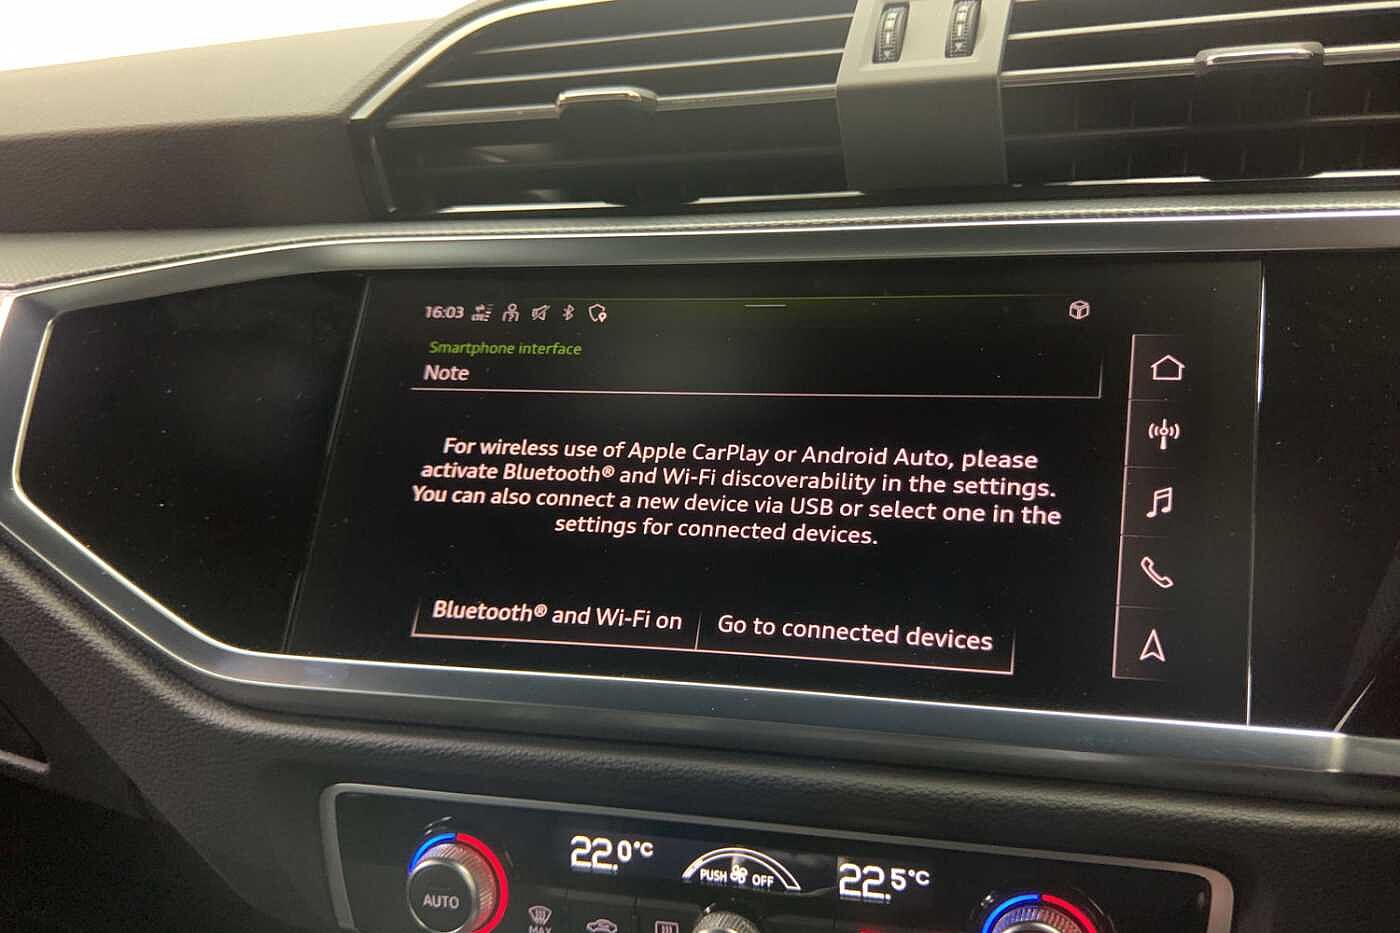 16:03
Smartphone interface
Note
For wireless use of Apple CarPlay or Android Auto, please
activate Bluetooth® and Wi-Fi discoverability in the settings.
You can also connect a new device via USB or select one in the
settings for connected devices.
Bluetooth® and Wi-Fi on
Go to connected devices
22.0°C
PUSH OFF
22.5°C
AUTO
MAX